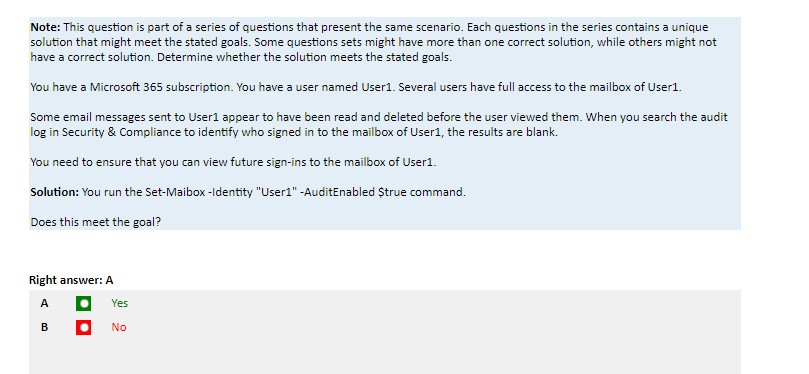 Note: This question is part of a series of questions that present the same scenario. Each questions in the series contains a unique
solution that might meet the stated goals. Some questions sets might have more than one correct solution, while others might not
have a correct solution. Determine whether the solution meets the stated goals.
You have a Microsoft 365 subscription. You have a user named User1. Several users have full access to the mailbox of User1.
Some email messages sent to User1 appear to have been read and deleted before the user viewed them. When you search the audit
log in Security & Compliance to identify who signed in to the mailbox of User1, the results are blank.
You need to ensure that you can view future sign-ins to the mailbox of User1.
Solution: You run the Set-Maibox -Identity "User1" -AuditEnabled $true command.
Does this meet the goal?
Right answer: A
A Yes
B No